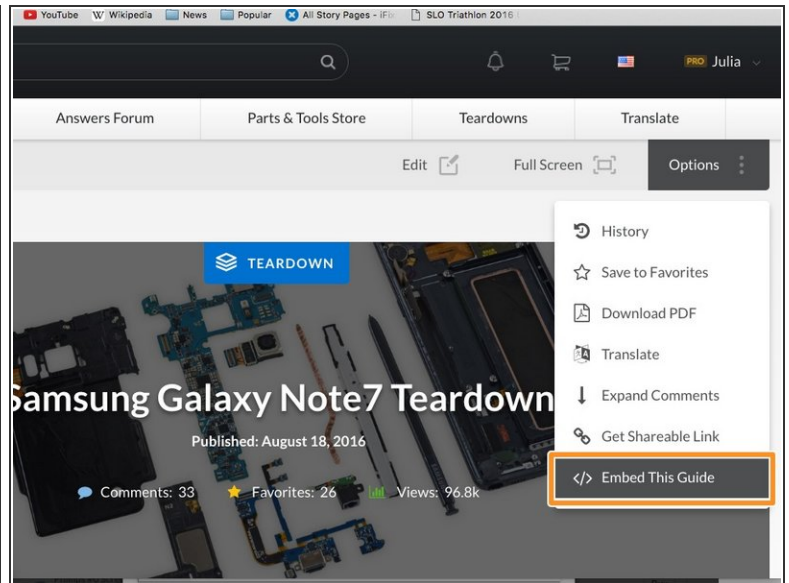 YouTube W Wikipedia News Popular All Story Pages - iFi SLO Triathlon 2016
PRO Julia
Answers Forum Parts & Tools Store Teardowns Translate
Edit Full Screen Options
History
TEARDOWN
Save to Favorites
Download PDF
Translate
Samsung Galaxy Note7 Teardown
Expand Comments
Published: August 18, 2016
Get Shareable Link
</> Embed This Guide
Comments: 33 Favorites: 26 Views: 96.8k